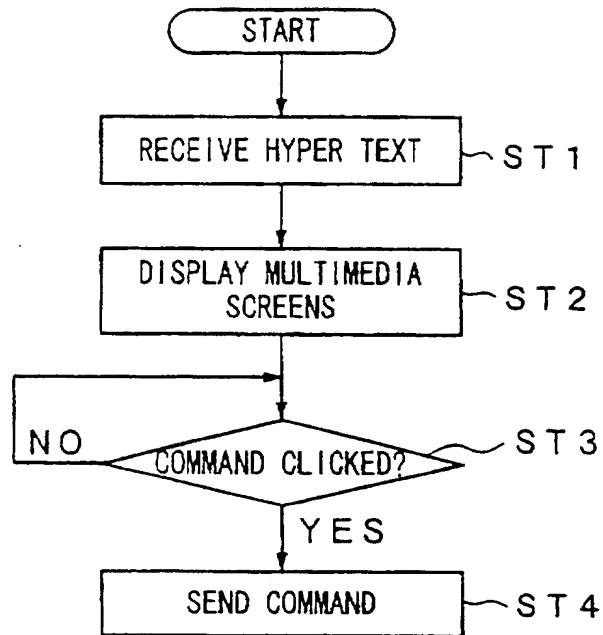 START
RECEIVE HYPER TEXT
ST1
DISPLAY MULTIMEDIA
SCREENS
ST2
NO
COMMAND CLICKED?
ST3
YES
SEND COMMAND
ST4